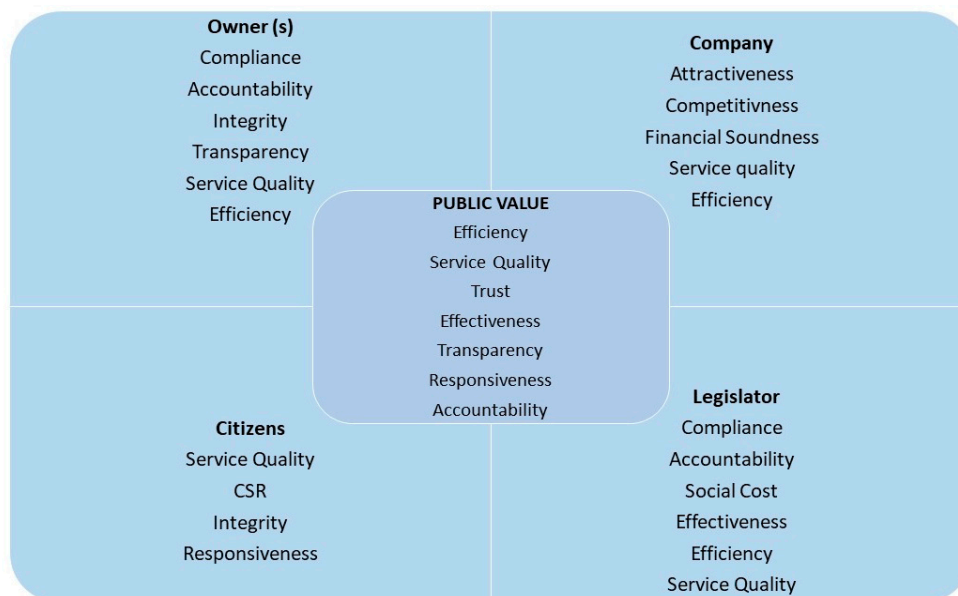 Owner (s)
Compliance
Accountability
Integrity
Transparency
Service Quality
Efficiency
Company
Attractiveness
Competitivness
Financial Soundness
Service quality
Efficiency
PUBLIC VALUE
Efficiency
Service Quality
Trust
Effectiveness
Transparency
Responsiveness
Accountability
Citizens
Service Quality
CSR
Integrity
Responsiveness
Legislator
Compliance
Accountability
Social Cost
Effectiveness
Efficiency
Service Quality